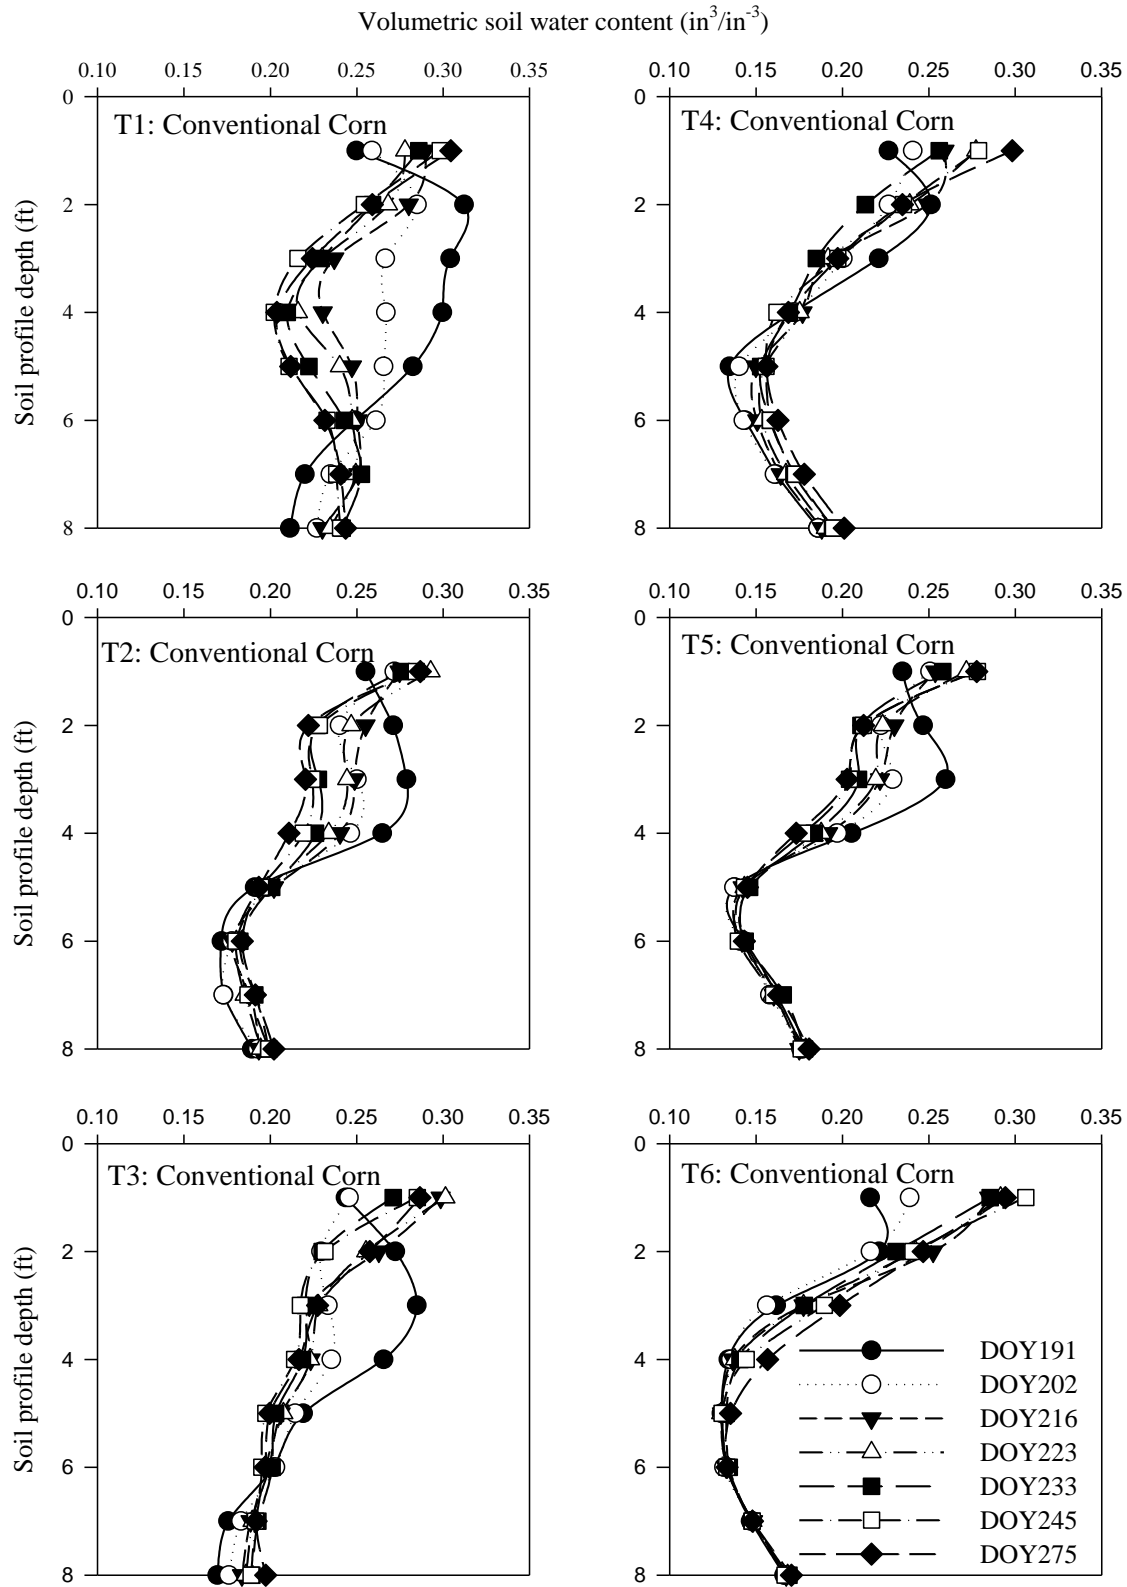 Volumetric soil water content (in³/in⁻³)
0.10 0.15 0.20 0.25 0.30 0.35
0.10 0.15 0.20 0.25 0.30 0.35
T1: Conventional Corn
T4: Conventional Corn
Soil profile depth (ft)
0
2
4
6
8
0
2
4
6
8
0.10 0.15 0.20 0.25 0.30 0.35
0.10 0.15 0.20 0.25 0.30 0.35
T2: Conventional Corn
T5: Conventional Corn
Soil profile depth (ft)
0
2
4
6
8
0
2
4
6
8
0.10 0.15 0.20 0.25 0.30 0.35
0.10 0.15 0.20 0.25 0.30 0.35
T3: Conventional Corn
T6: Conventional Corn
Soil profile depth (ft)
0
2
4
6
8
0
2
4
6
8
DOY191
DOY202
DOY216
DOY223
DOY233
DOY245
DOY275